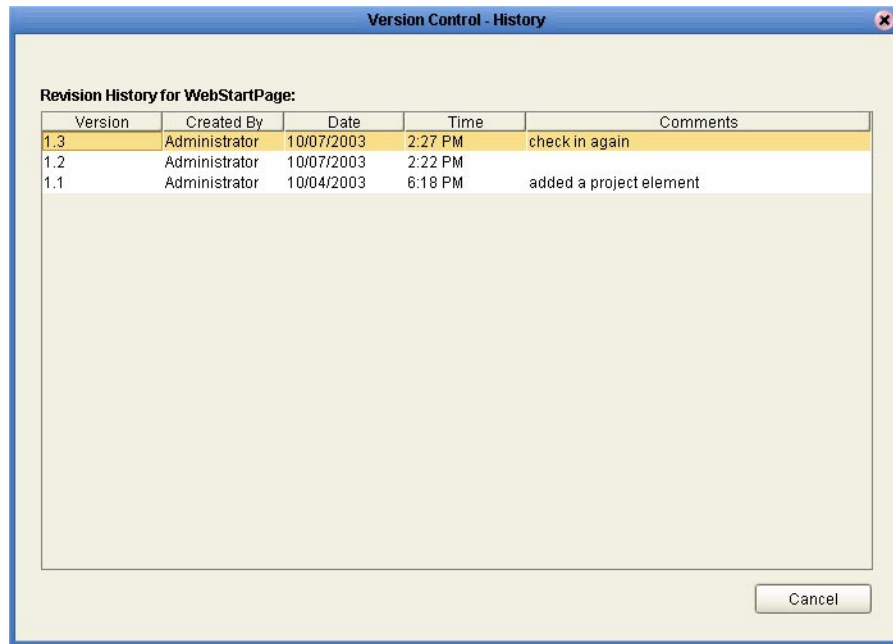 Version Control - History
Revision History for WebStartPage:
Version Created By Date Time Comments
1.3 Administrator 10/07/2003 2:27 PM check in again
1.2 Administrator 10/07/2003 2:22 PM
1.1 Administrator 10/04/2003 6:18 PM added a project element
Cancel